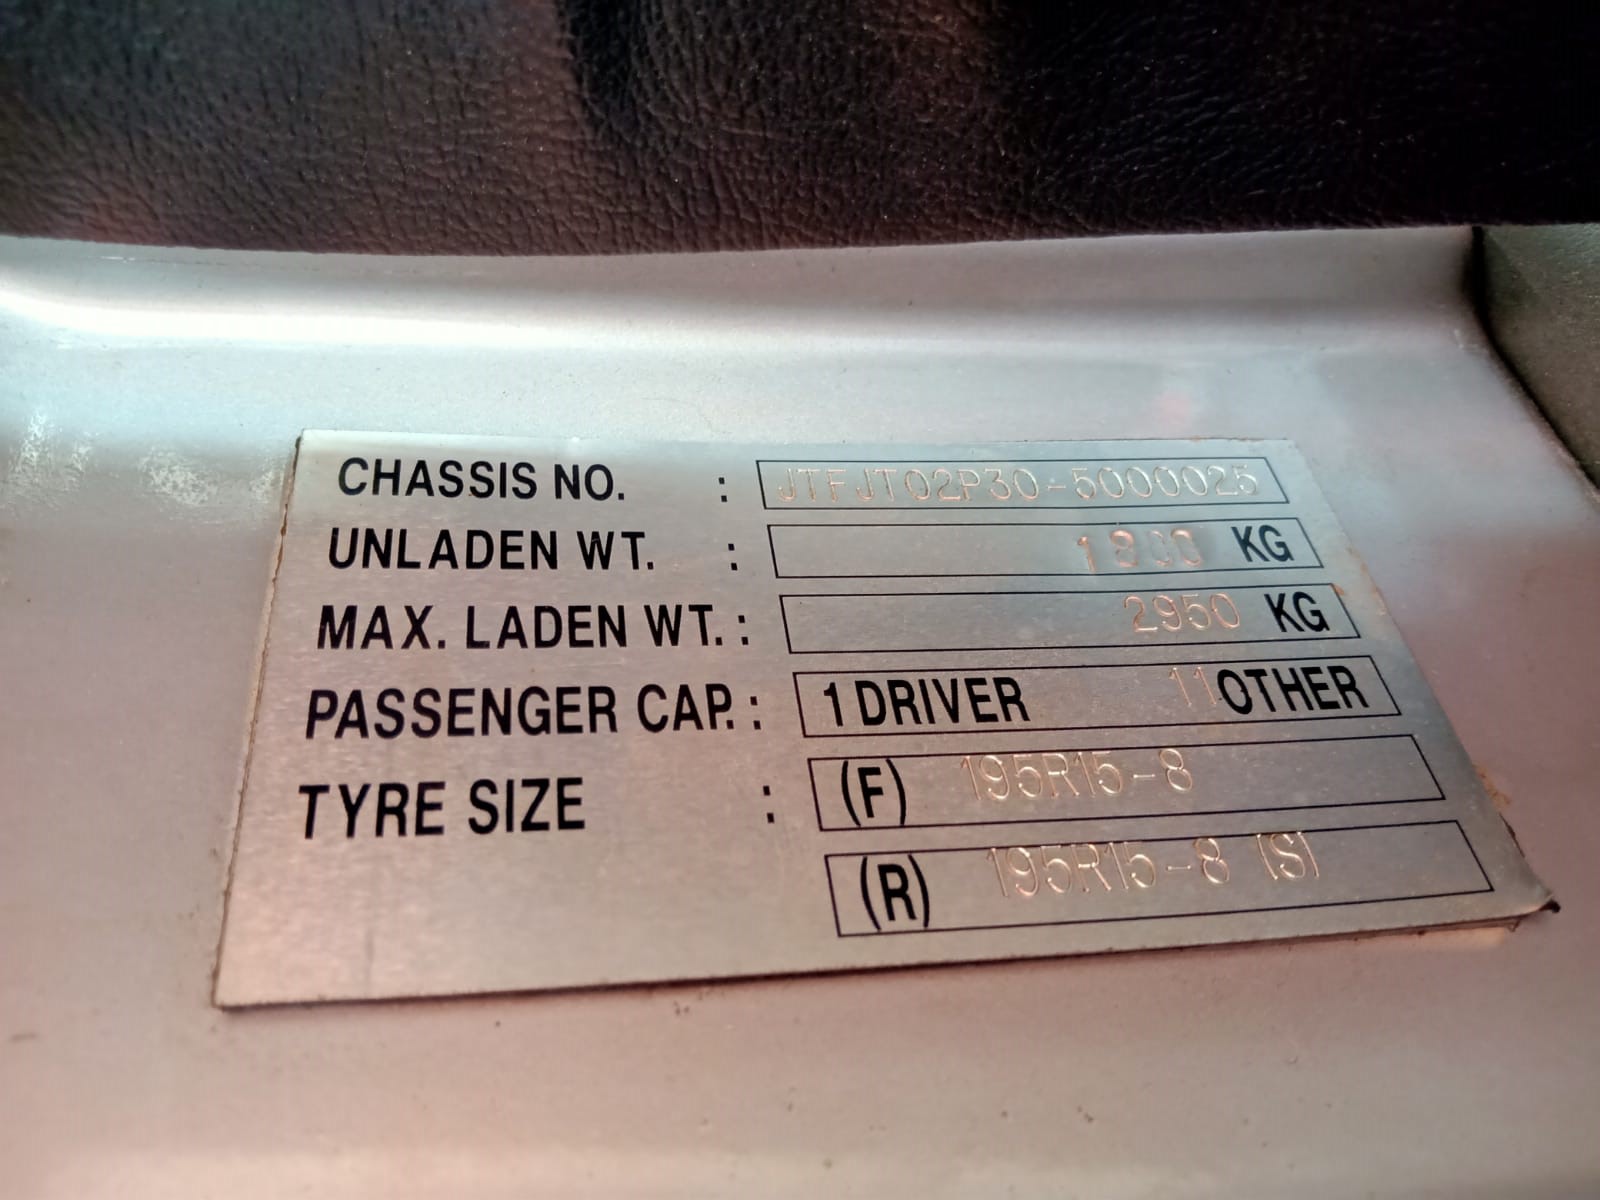 CHASSIS NO. : JTFJT02P30-5000025
UNLADEN WT. : KG
MAX. LADEN WT. : 2950 KG
PASSENGER CAP. : 1 DRIVER 11 OTHER
TYRE SIZE : (F) 195R15-8
(R) 195R15-8 (S)